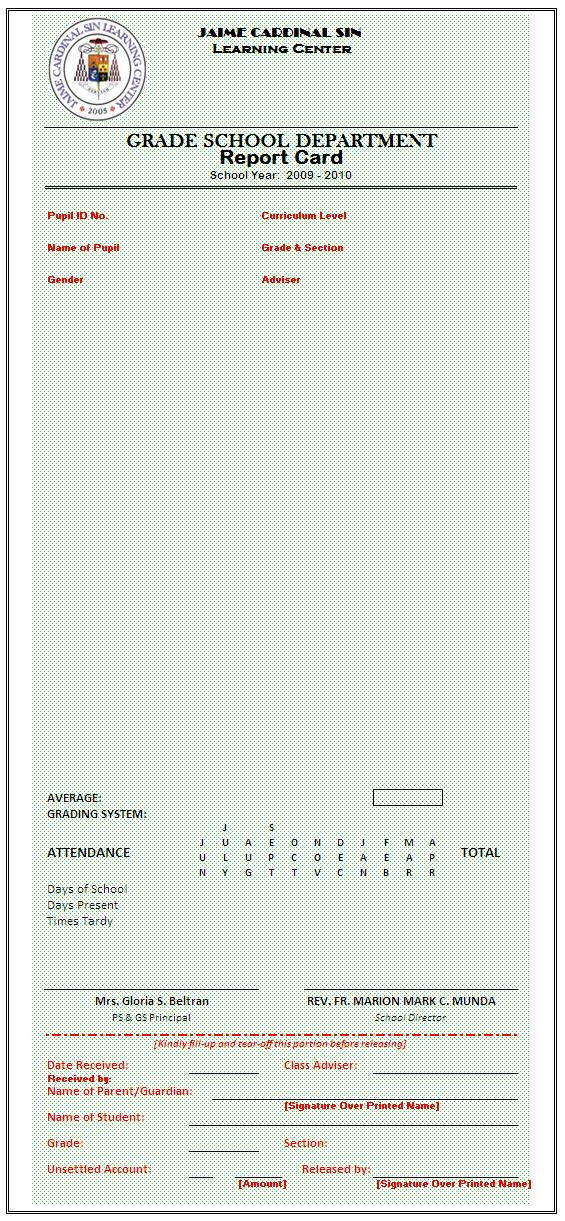 JAIME CARDINAL SIN LEARNING CENTER
2005
JAIME CARDINAL SIN
LEARNING CENTER
GRADE SCHOOL DEPARTMENT
Report Card
School Year: 2009 - 2010
Pupil ID No. Curriculum Level
Name of Pupil Grade & Section
Gender Adviser
AVERAGE:
GRADING SYSTEM:
ATTENDANCE JUN JULY AUG SEPT OCT NOV DEC JAN FEB MAR APR TOTAL
Days of School
Days Present
Times Tardy
Mrs. Gloria S. Beltran REV. FR. MARION MARK C. MUNDA
PS & GS Principal School Director
[Kindly fill-up and tear-off this portion before releasing]
Date Received: Class Adviser:
Received by:
Name of Parent/Guardian:
[Signature Over Printed Name]
Name of Student:
Grade: Section:
Unsettled Account: Released by:
[Amount] [Signature Over Printed Name]